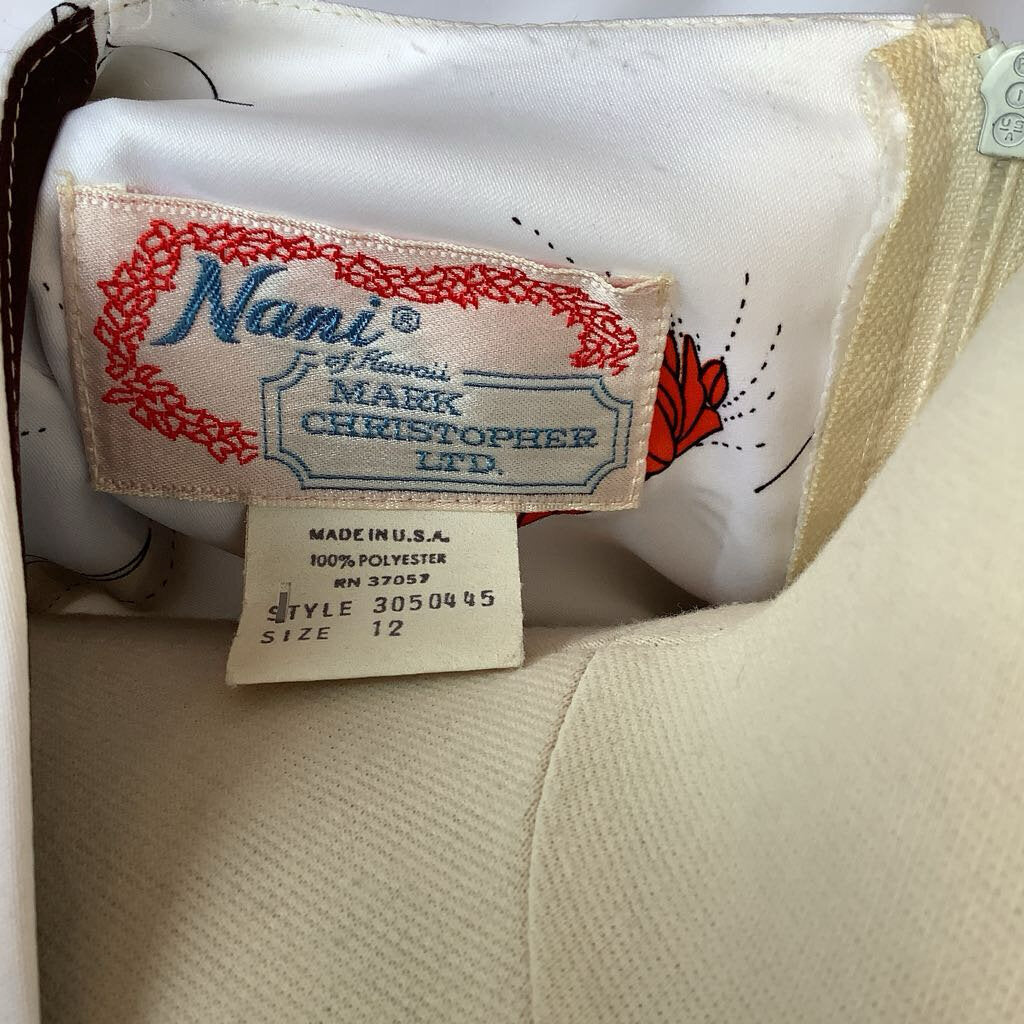 Nani®
of Hawaii
MARK
CHRISTOPHER
LTD.
MADE IN U.S.A.
100% POLYESTER
RN 37057
STYLE 3050445
SIZE 12